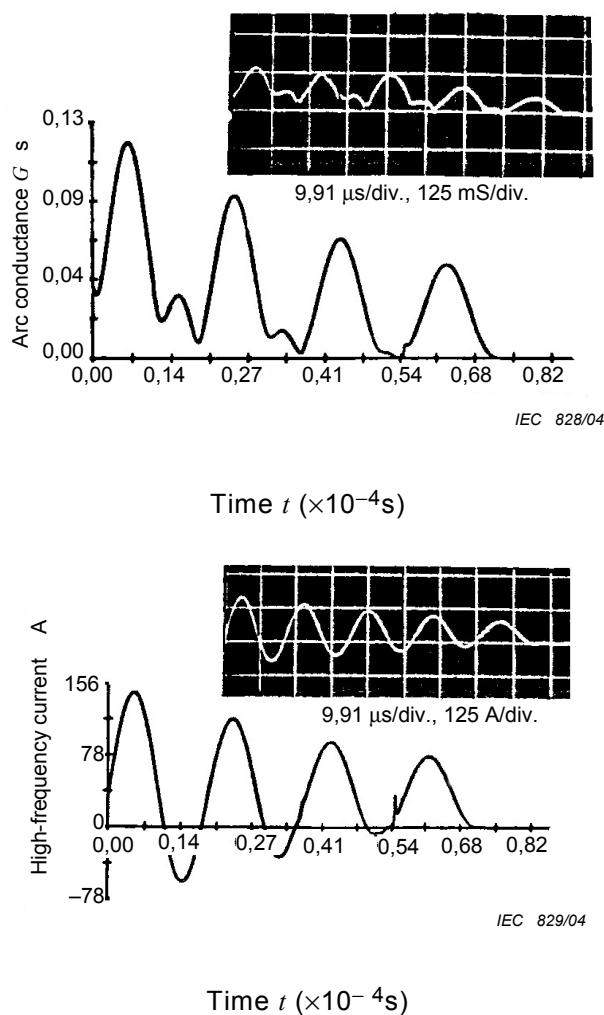 9,91 μs/div., 125 mS/div.
Arc conductance G s
0,13
0,09
0,04
0,00
0,00 0,14 0,27 0,41 0,54 0,68 0,82
IEC 828/04
Time t (×10–4s)
9,91 μs/div., 125 A/div.
High-frequency current A
156
78
0
–78
0,00 0,14 0,27 0,41 0,54 0,68 0,82
IEC 829/04
Time t (×10– 4s)